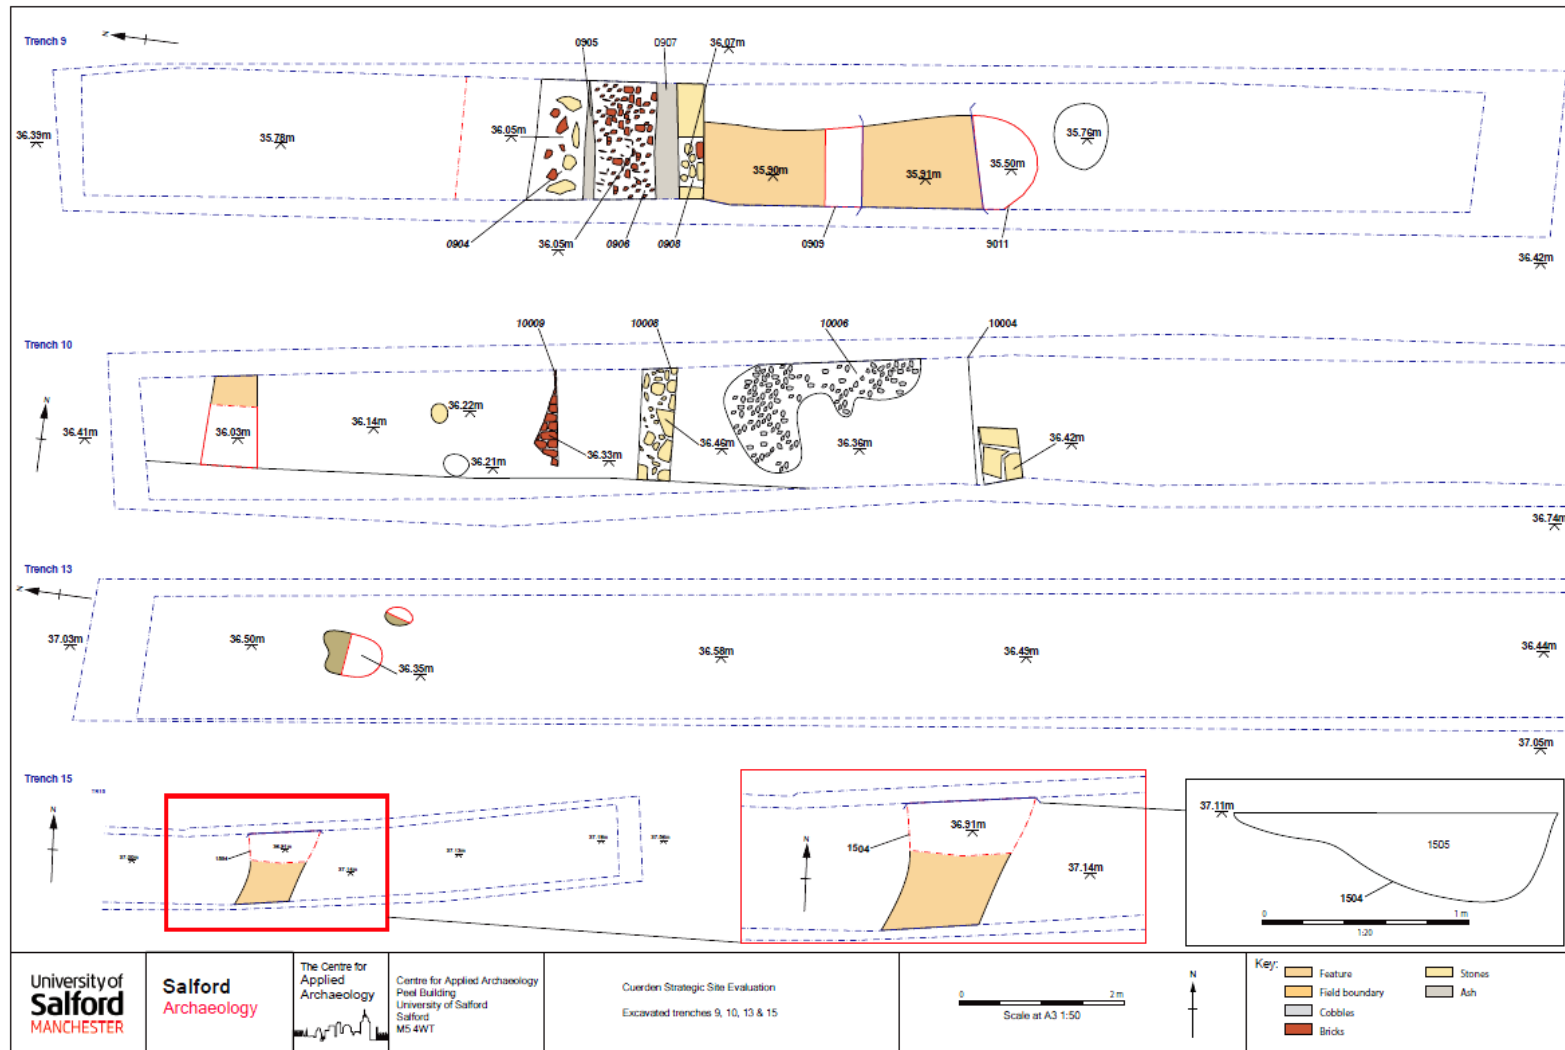 Trench 9
N
0905
0907
36.07m
36.39m
35.78m
36.05m
35.90m
35.91m
35.50m
35.76m
0904
36.05m
0906
0908
0909
9011
36.42m
Trench 10
10009
10008
10006
10004
N
36.41m
36.03m
36.14m
36.22m
36.21m
36.33m
36.46m
36.36m
36.42m
36.74m
Trench 13
N
37.03m
36.50m
36.35m
36.58m
36.49m
36.44m
37.05m
Trench 15
N
1504
37.13m
1504
36.91m
37.14m
37.11m
1505
1504
0 1 m
1:20
University of
Salford
MANCHESTER
Salford
Archaeology
The Centre for
Applied
Archaeology
Centre for Applied Archaeology
Peel Building
University of Salford
Salford
M5 4WT
Cuerden Strategic Site Evaluation
Excavated trenches 9, 10, 13 & 15
0 2 m
Scale at A3 1:50
N
Key:
Feature
Field boundary
Cobbles
Bricks
Stones
Ash